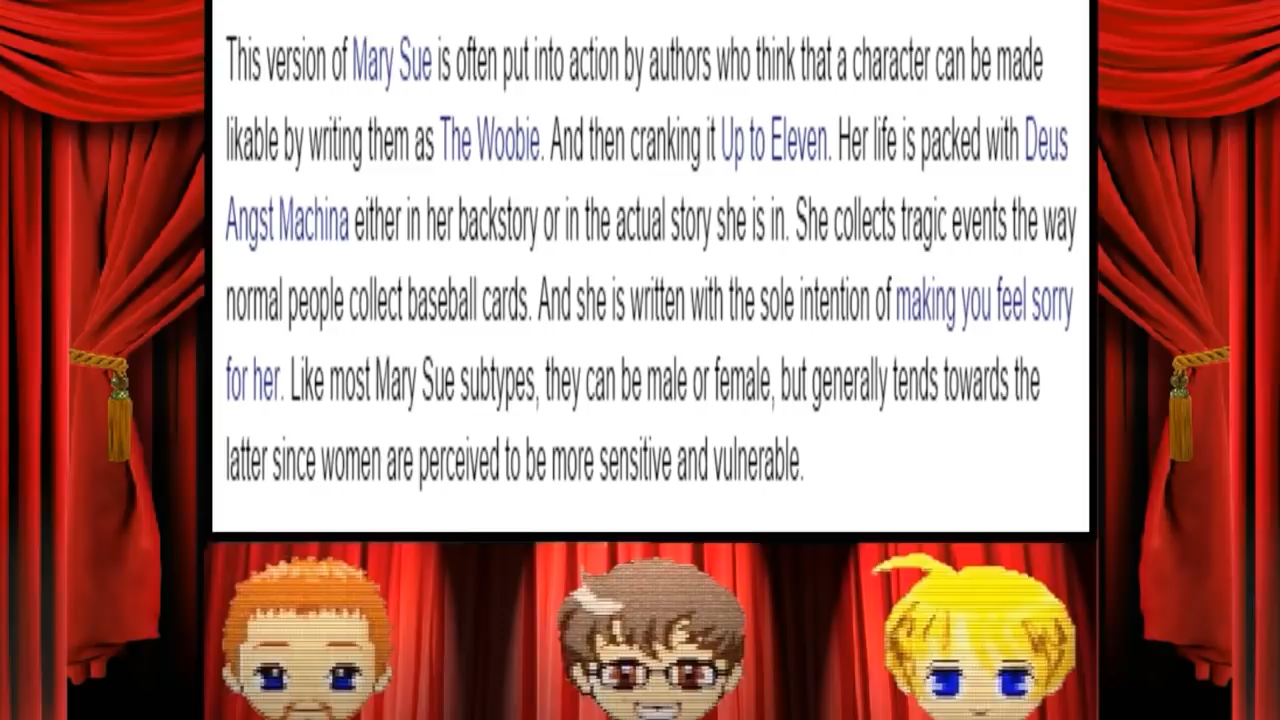 This version of Mary Sue is often put into action by authors who think that a character can be made
likable by writing them as The Woobie. And then cranking it Up to Eleven. Her life is packed with Deus
Angst Machina either in her backstory or in the actual story she is in. She collects tragic events the way
normal people collect baseball cards. And she is written with the sole intention of making you feel sorry
for her. Like most Mary Sue subtypes, they can be male or female, but generally tends towards the
latter since women are perceived to be more sensitive and vulnerable.